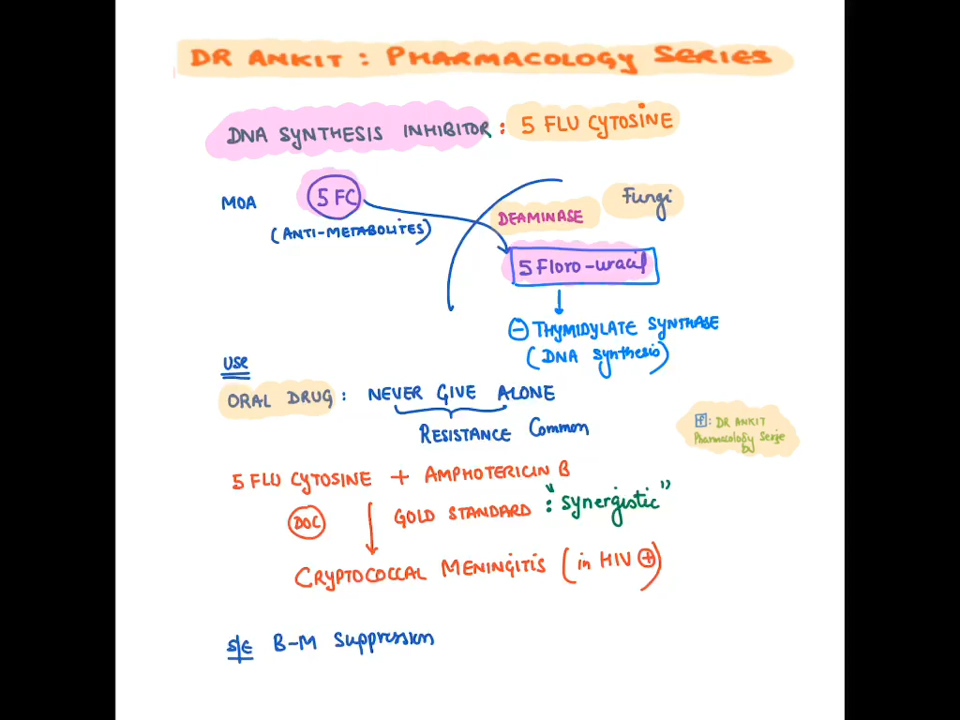 DR ANKIT : PHARMACOLOGY SERIES
DNA SYNTHESIS INHIBITOR : 5 FLU CYTOSINE
MOA
5 FC
(ANTI-METABOLITES)
DEAMINASE
Fungi
5 Floro-uracil
⊖ THYMIDYLATE SYNTHASE
(DNA synthesis)
USE
ORAL DRUG : NEVER GIVE ALONE
RESISTANCE Common
: DR ANKIT
Pharmacology
5 FLU CYTOSINE + AMPHOTERICIN B
DOC
GOLD STANDARD : "synergistic"
CRYPTOCOCCAL MENINGITIS (in HIV ⊕)
S/E B-M Suppression